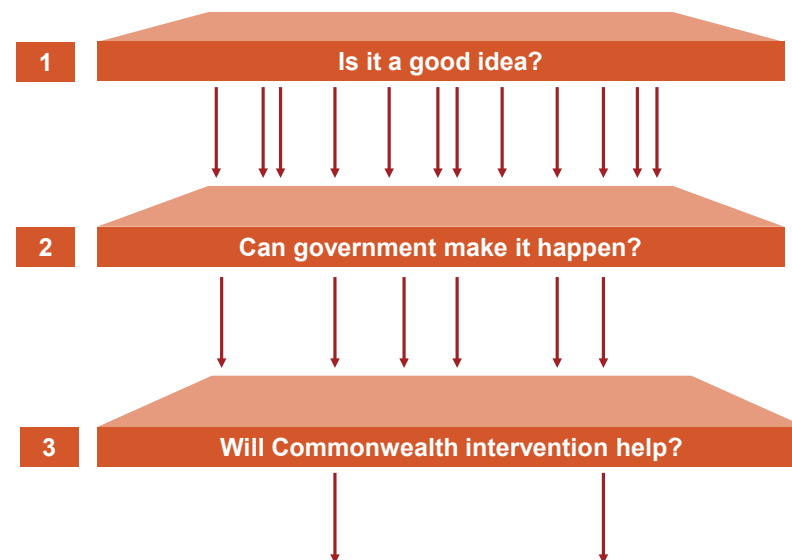 1
Is it a good idea?
2
Can government make it happen?
3
Will Commonwealth intervention help?